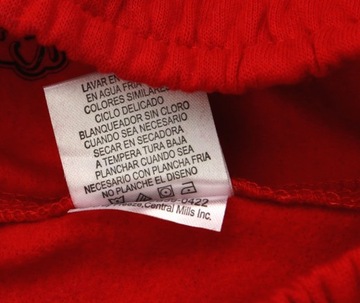 LAVAR EN
EN AGUA FRIA
COLORES SIMILARES
CICLO DELICADO
BLANQUEADOR SIN CLORO
CUANDO SEA NECESARIO
SECAR EN SECADORA
A TEMPERTURA BAJA
PLANCHAR CUANDO SEA
NECESARIO CON PLANCHA FRIA
NO PLANCHE EL DISEÑO
0422
Central Mills Inc.